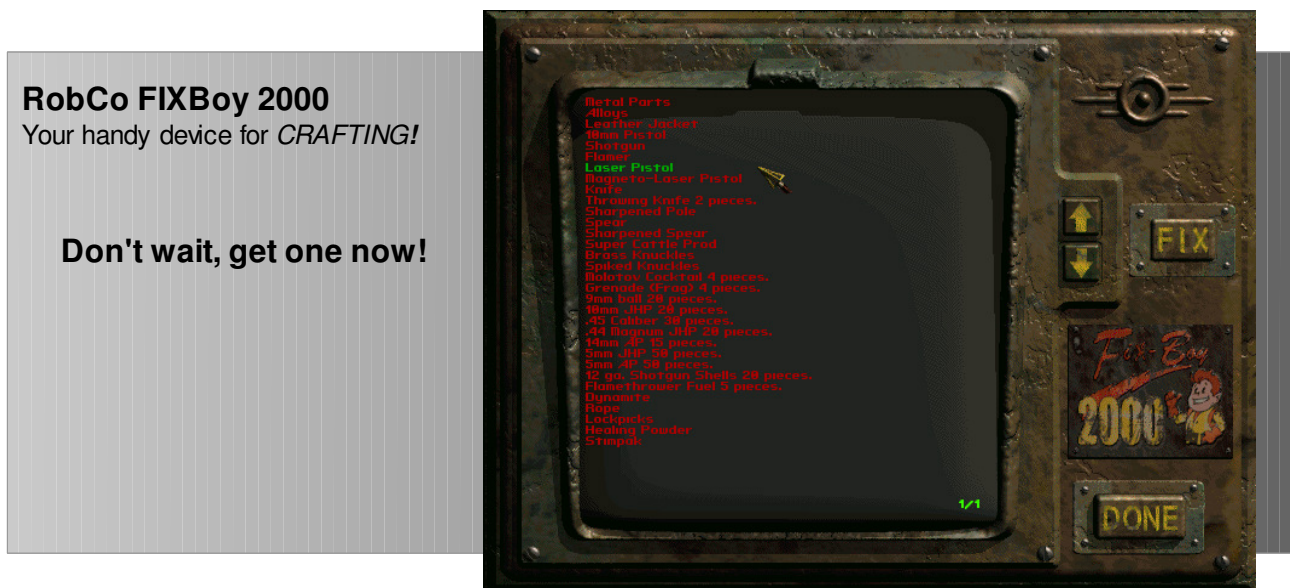 RobCo FIXBoy 2000
Your handy device for CRAFTING!
Don't wait, get one now!
Metal Parts
Alloys
Leather Jacket
10mm Pistol
Shotgun
Flamer
Laser Pistol
Magneto-Laser Pistol
Knife
Throwing Knife 2 pieces.
Sharpened Pole
Spear
Sharpened Spear
Super Cattle Prod
Brass Knuckles
Spiked Knuckles
Molotov Cocktail 4 pieces.
Grenade (Frag) 4 pieces.
9mm ball 20 pieces.
10mm JHP 20 pieces.
.45 Caliber 30 pieces.
.44 Magnum JHP 20 pieces.
14mm AP 15 pieces.
5mm JHP 50 pieces.
5mm AP 50 pieces.
12 ga. Shotgun Shells 20 pieces.
Flamethrower Fuel 5 pieces.
Dynamite
Rope
Lockpicks
Healing Powder
Stimpak
1/1
FIX
Fix-Boy
2000
DONE